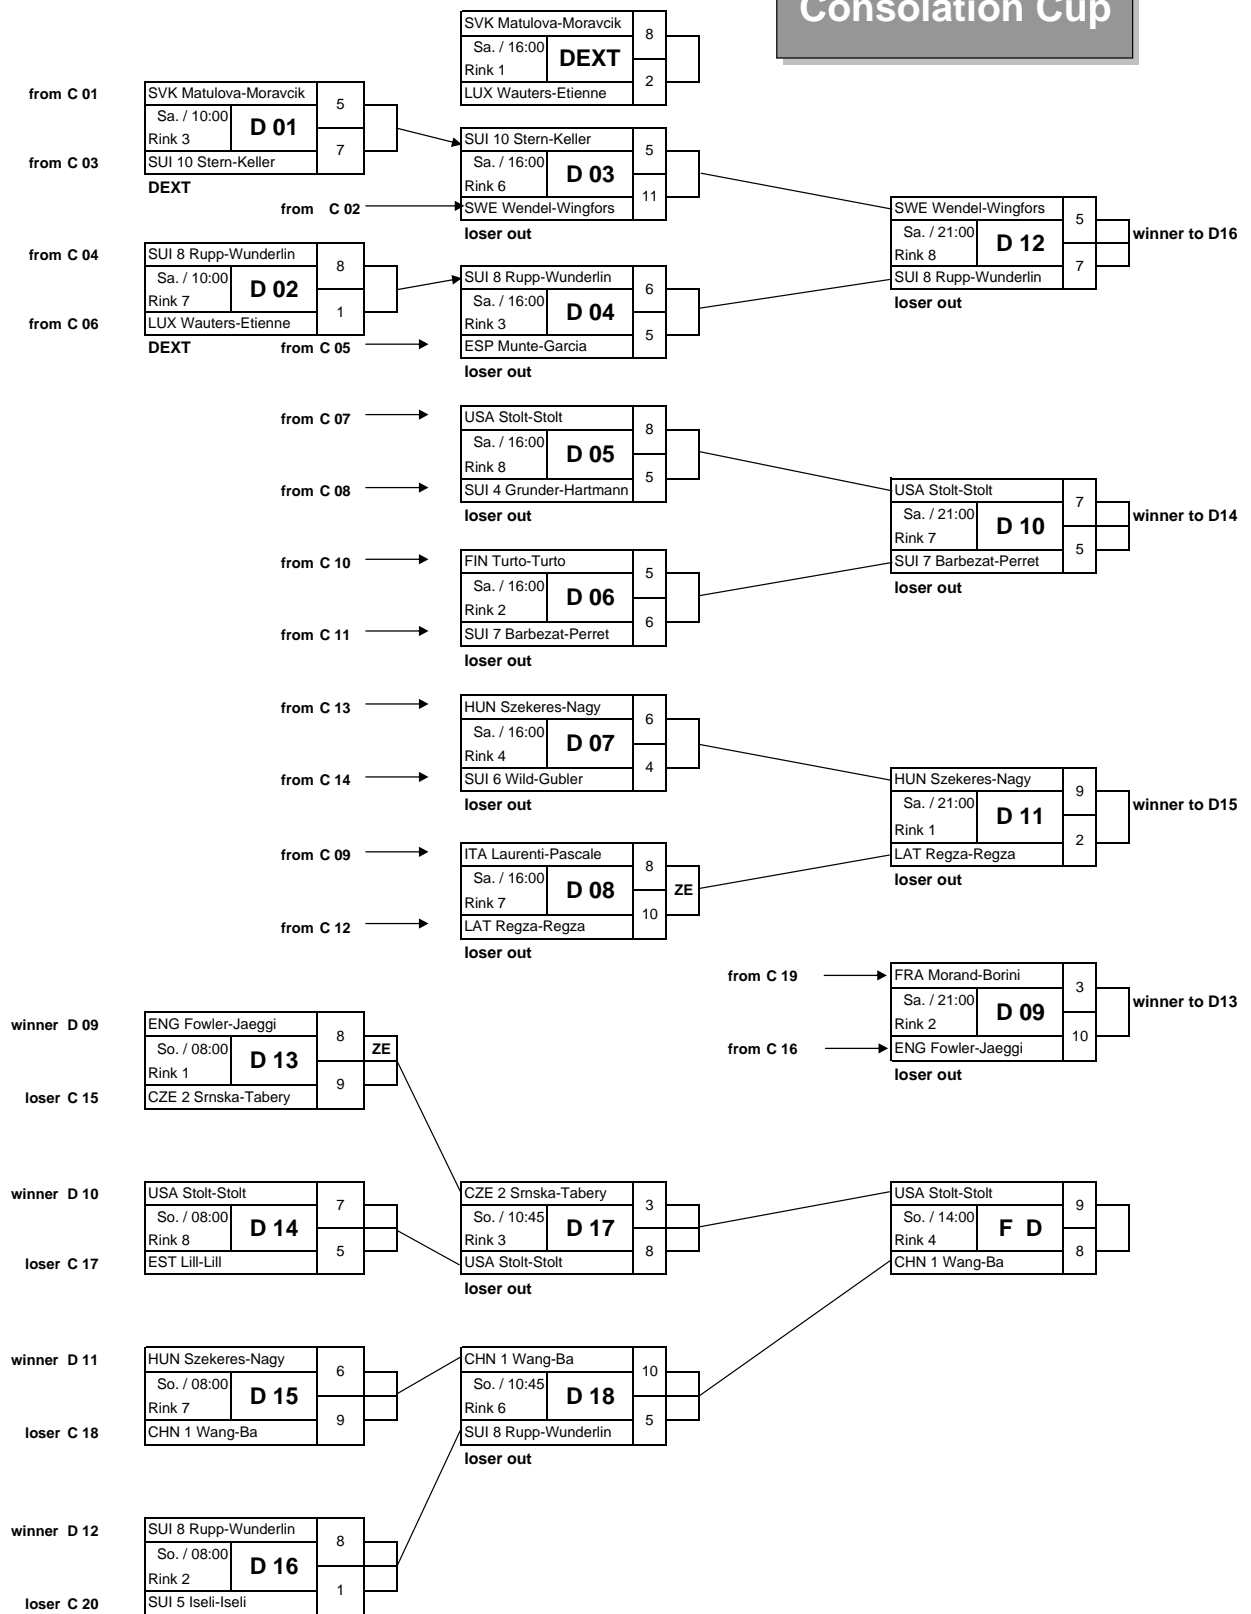 Consolation Cup
SVK Matulova-Moravcik
8
Sa. / 16:00
DEXT
Rink 1
2
LUX Wauters-Etienne
from C 01
SVK Matulova-Moravcik
5
Sa. / 10:00
D 01
Rink 3
7
from C 03
SUI 10 Stern-Keller
DEXT
SUI 10 Stern-Keller
5
Sa. / 16:00
D 03
Rink 6
11
from C 02
SWE Wendel-Wingfors
loser out
SWE Wendel-Wingfors
5
Sa. / 21:00
D 12
winner to D16
Rink 8
7
SUI 8 Rupp-Wunderlin
loser out
from C 04
SUI 8 Rupp-Wunderlin
8
Sa. / 10:00
D 02
Rink 7
1
from C 06
LUX Wauters-Etienne
DEXT
SUI 8 Rupp-Wunderlin
6
Sa. / 16:00
D 04
Rink 3
5
from C 05
ESP Munte-Garcia
loser out
from C 07
USA Stolt-Stolt
8
Sa. / 16:00
D 05
Rink 8
5
from C 08
SUI 4 Grunder-Hartmann
loser out
USA Stolt-Stolt
7
Sa. / 21:00
D 10
winner to D14
Rink 7
5
SUI 7 Barbezat-Perret
loser out
from C 10
FIN Turto-Turto
5
Sa. / 16:00
D 06
Rink 2
6
from C 11
SUI 7 Barbezat-Perret
loser out
from C 13
HUN Szekeres-Nagy
6
Sa. / 16:00
D 07
Rink 4
4
from C 14
SUI 6 Wild-Gubler
loser out
HUN Szekeres-Nagy
9
Sa. / 21:00
D 11
winner to D15
Rink 1
2
LAT Regza-Regza
loser out
from C 09
ITA Laurenti-Pascale
8
Sa. / 16:00
D 08
ZE
Rink 7
10
from C 12
LAT Regza-Regza
loser out
from C 19
FRA Morand-Borini
3
Sa. / 21:00
D 09
winner to D13
Rink 2
10
from C 16
ENG Fowler-Jaeggi
loser out
winner D 09
ENG Fowler-Jaeggi
8
So. / 08:00
D 13
ZE
Rink 1
9
loser C 15
CZE 2 Srnska-Tabery
winner D 10
USA Stolt-Stolt
7
So. / 08:00
D 14
Rink 8
5
loser C 17
EST Lill-Lill
CZE 2 Srnska-Tabery
3
So. / 10:45
D 17
Rink 3
8
USA Stolt-Stolt
loser out
USA Stolt-Stolt
9
So. / 14:00
F D
Rink 4
8
CHN 1 Wang-Ba
winner D 11
HUN Szekeres-Nagy
6
So. / 08:00
D 15
Rink 7
9
loser C 18
CHN 1 Wang-Ba
CHN 1 Wang-Ba
10
So. / 10:45
D 18
Rink 6
5
SUI 8 Rupp-Wunderlin
loser out
winner D 12
SUI 8 Rupp-Wunderlin
8
So. / 08:00
D 16
Rink 2
1
loser C 20
SUI 5 Iseli-Iseli